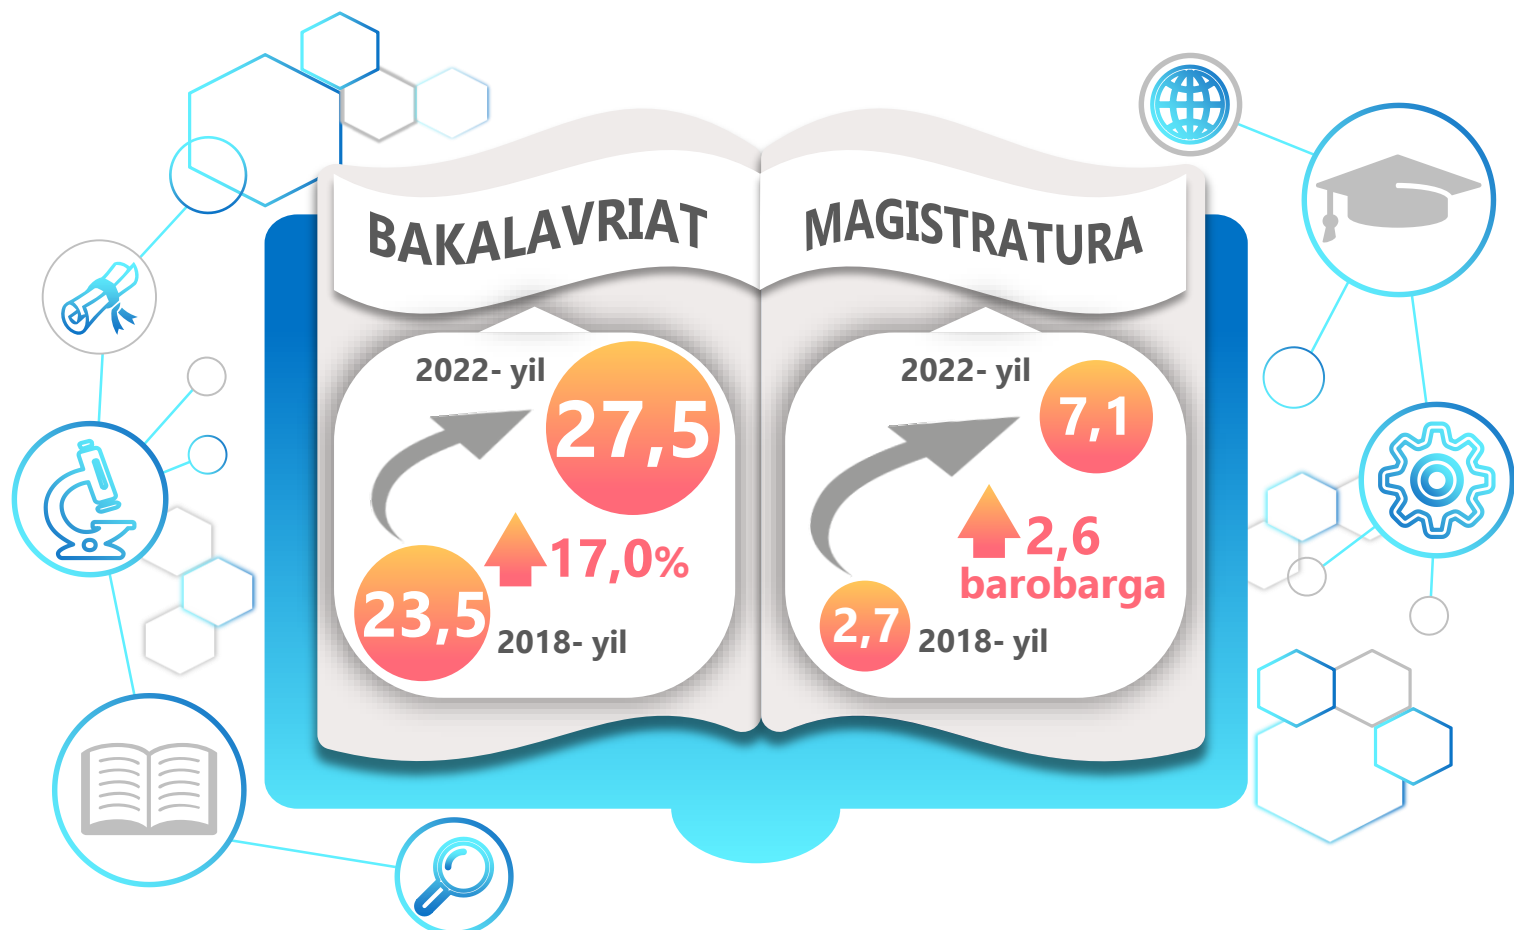 BAKALAVRIAT
2022- yil
27,5
17,0%
23,5
2018- yil
MAGISTRATURA
2022- yil
7,1
2,6
barobarga
2,7
2018- yil